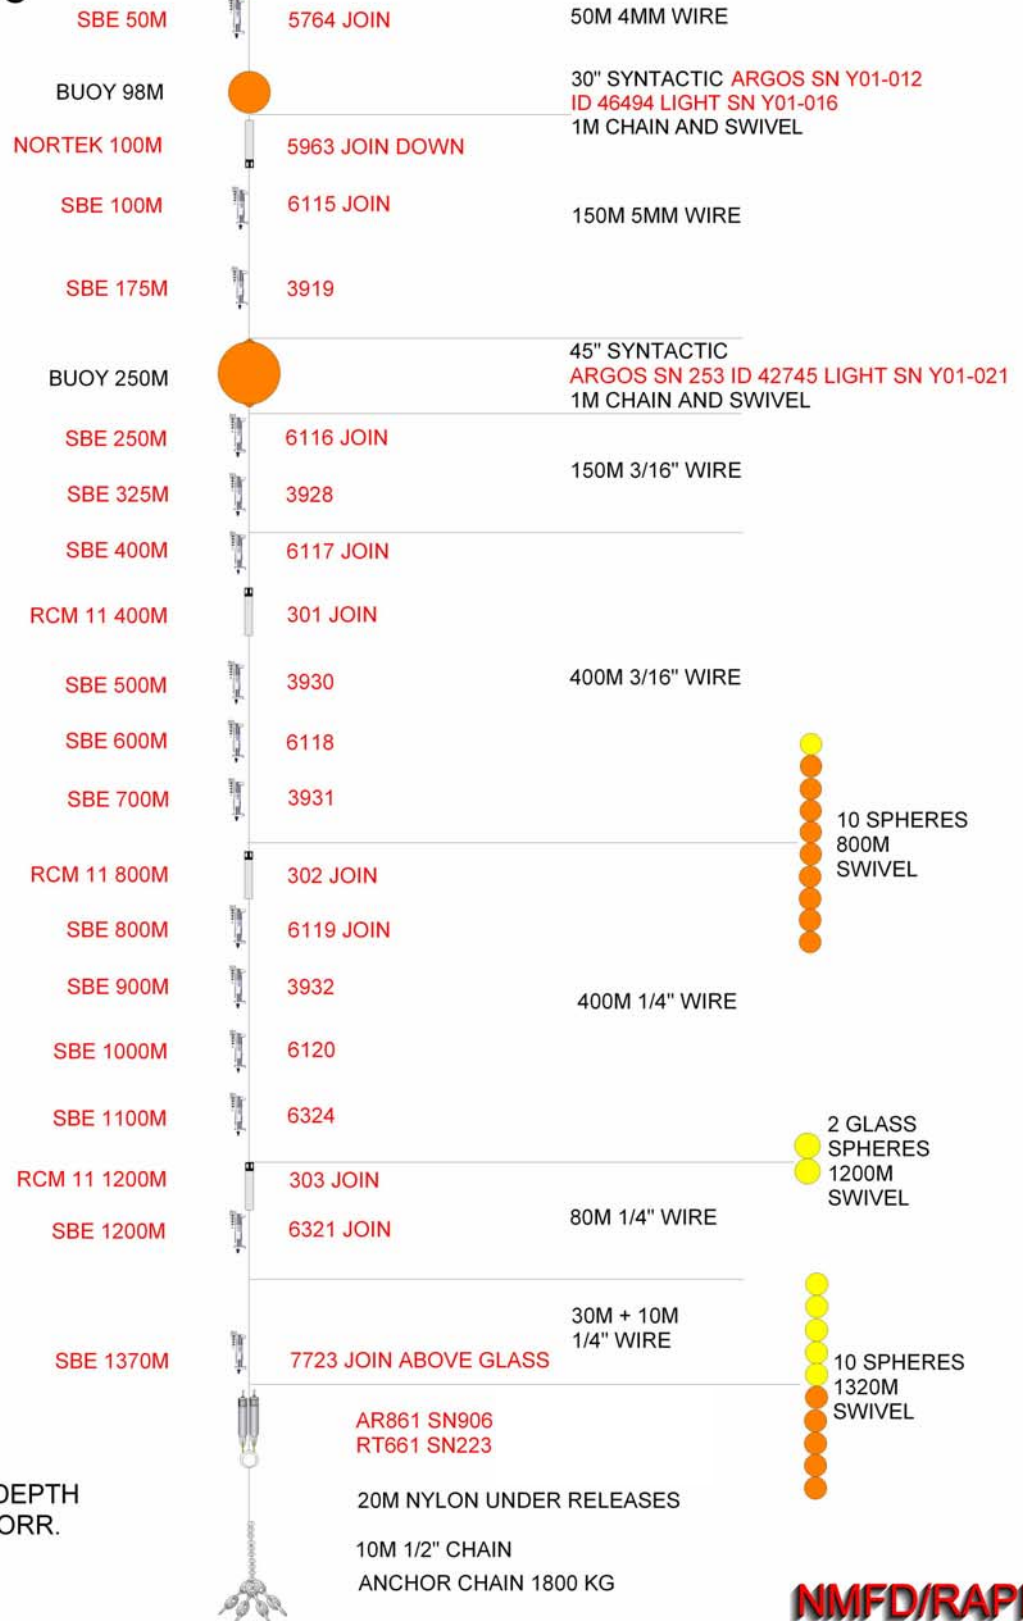 SBE 50M 5764 JOIN 50M 4MM WIRE
BUOY 98M 30" SYNTACTIC ARGOS SN Y01-012
ID 46494 LIGHT SN Y01-016
1M CHAIN AND SWIVEL
NORTEK 100M 5963 JOIN DOWN
SBE 100M 6115 JOIN 150M 5MM WIRE
SBE 175M 3919
BUOY 250M 45" SYNTACTIC
ARGOS SN 253 ID 42745 LIGHT SN Y01-021
1M CHAIN AND SWIVEL
SBE 250M 6116 JOIN
150M 3/16" WIRE
SBE 325M 3928
SBE 400M 6117 JOIN
RCM 11 400M 301 JOIN
SBE 500M 3930 400M 3/16" WIRE
SBE 600M 6118
SBE 700M 3931
10 SPHERES
800M
SWIVEL
RCM 11 800M 302 JOIN
SBE 800M 6119 JOIN
SBE 900M 3932
400M 1/4" WIRE
SBE 1000M 6120
SBE 1100M 6324
2 GLASS
SPHERES
1200M
SWIVEL
RCM 11 1200M 303 JOIN
SBE 1200M 6321 JOIN 80M 1/4" WIRE
30M + 10M
1/4" WIRE
SBE 1370M 7723 JOIN ABOVE GLASS
10 SPHERES
1320M
SWIVEL
AR861 SN906
RT661 SN223
DEPTH
ORR.
20M NYLON UNDER RELEASES
10M 1/2" CHAIN
ANCHOR CHAIN 1800 KG
NMFD/RAPI